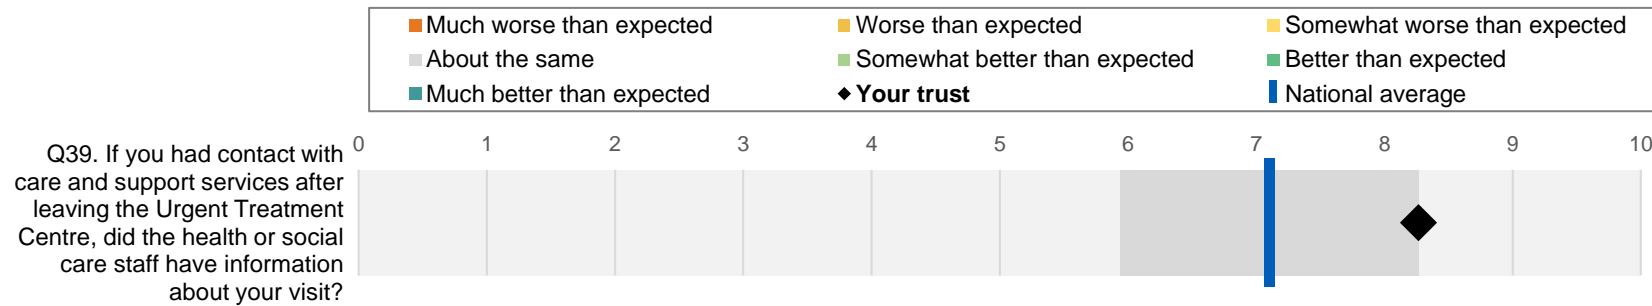 Much worse than expected
Worse than expected
Somewhat worse than expected
About the same
Somewhat better than expected
Better than expected
Much better than expected
Your trust
National average
0 1 2 3 4 5 6 7 8 9 10
Q39. If you had contact with
care and support services after
leaving the Urgent Treatment
Centre, did the health or social
care staff have information
about your visit?